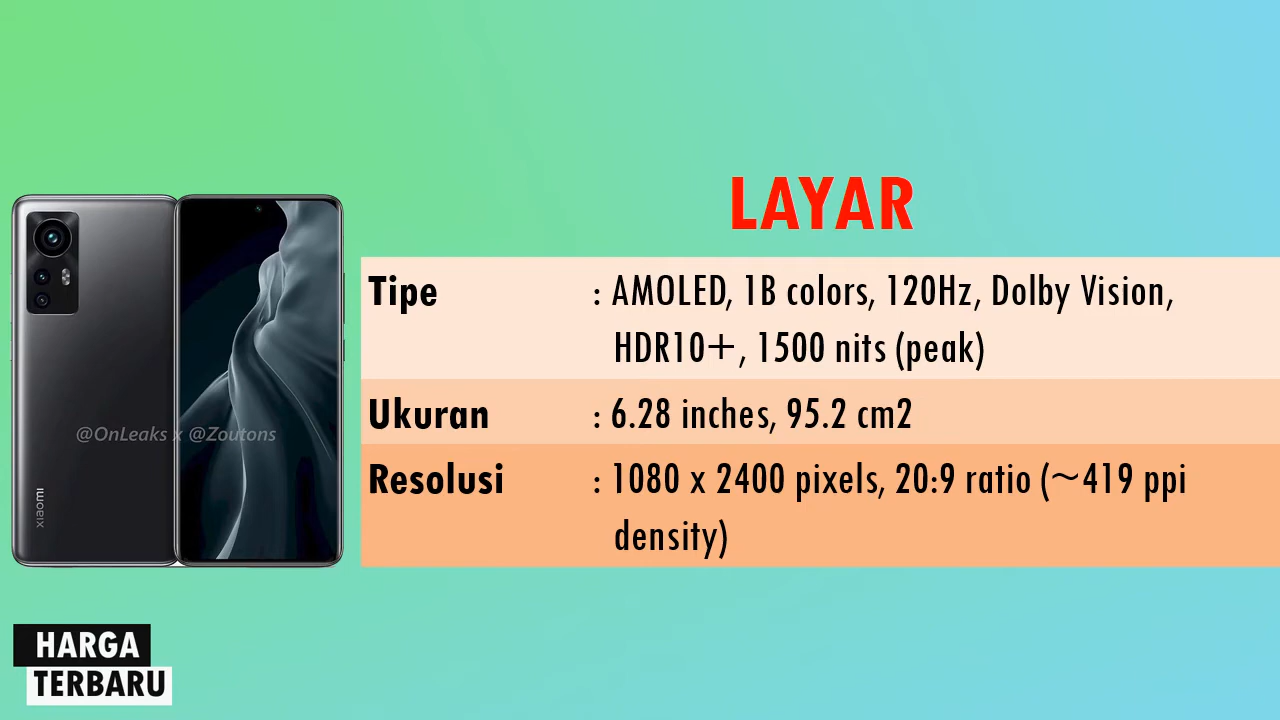 LAYAR
Tipe : AMOLED, 1B colors, 120Hz, Dolby Vision,
HDR10+, 1500 nits (peak)
Ukuran : 6.28 inches, 95.2 cm2
Resolusi : 1080 x 2400 pixels, 20:9 ratio (~419 ppi
density)
@OnLeaks x @Zoutons
xiaomi
HARGA
TERBARU